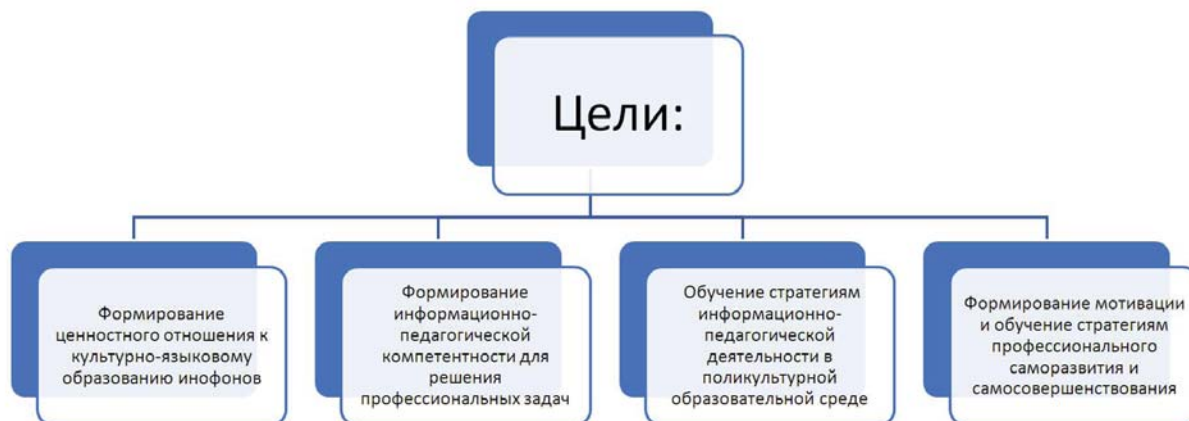 Цели:
Формирование
ценностного отношения к
культурно-языковому
образованию инофонов
Формирование
информационно-
педагогической
компетентности для
решения
профессиональных задач
Обучение стратегиям
информационно-
педагогической
деятельности в
поликультурной
образовательной среде
Формирование мотивации
и обучение стратегиям
профессионального
саморазвития и
самосовершенствования